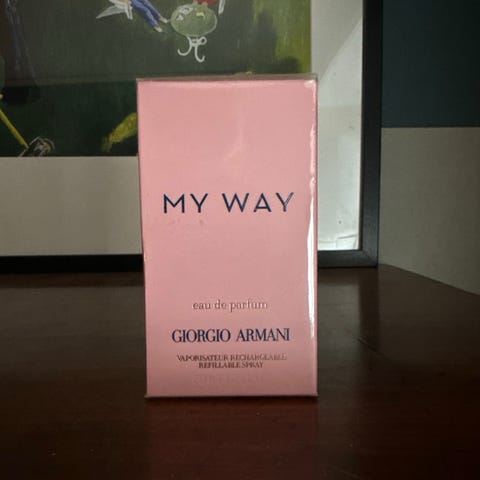 MY WAY
eau de parfum
GIORGIO ARMANI
VAPORISATEUR RECHARGEABLE
REFILLABLE SPRAY